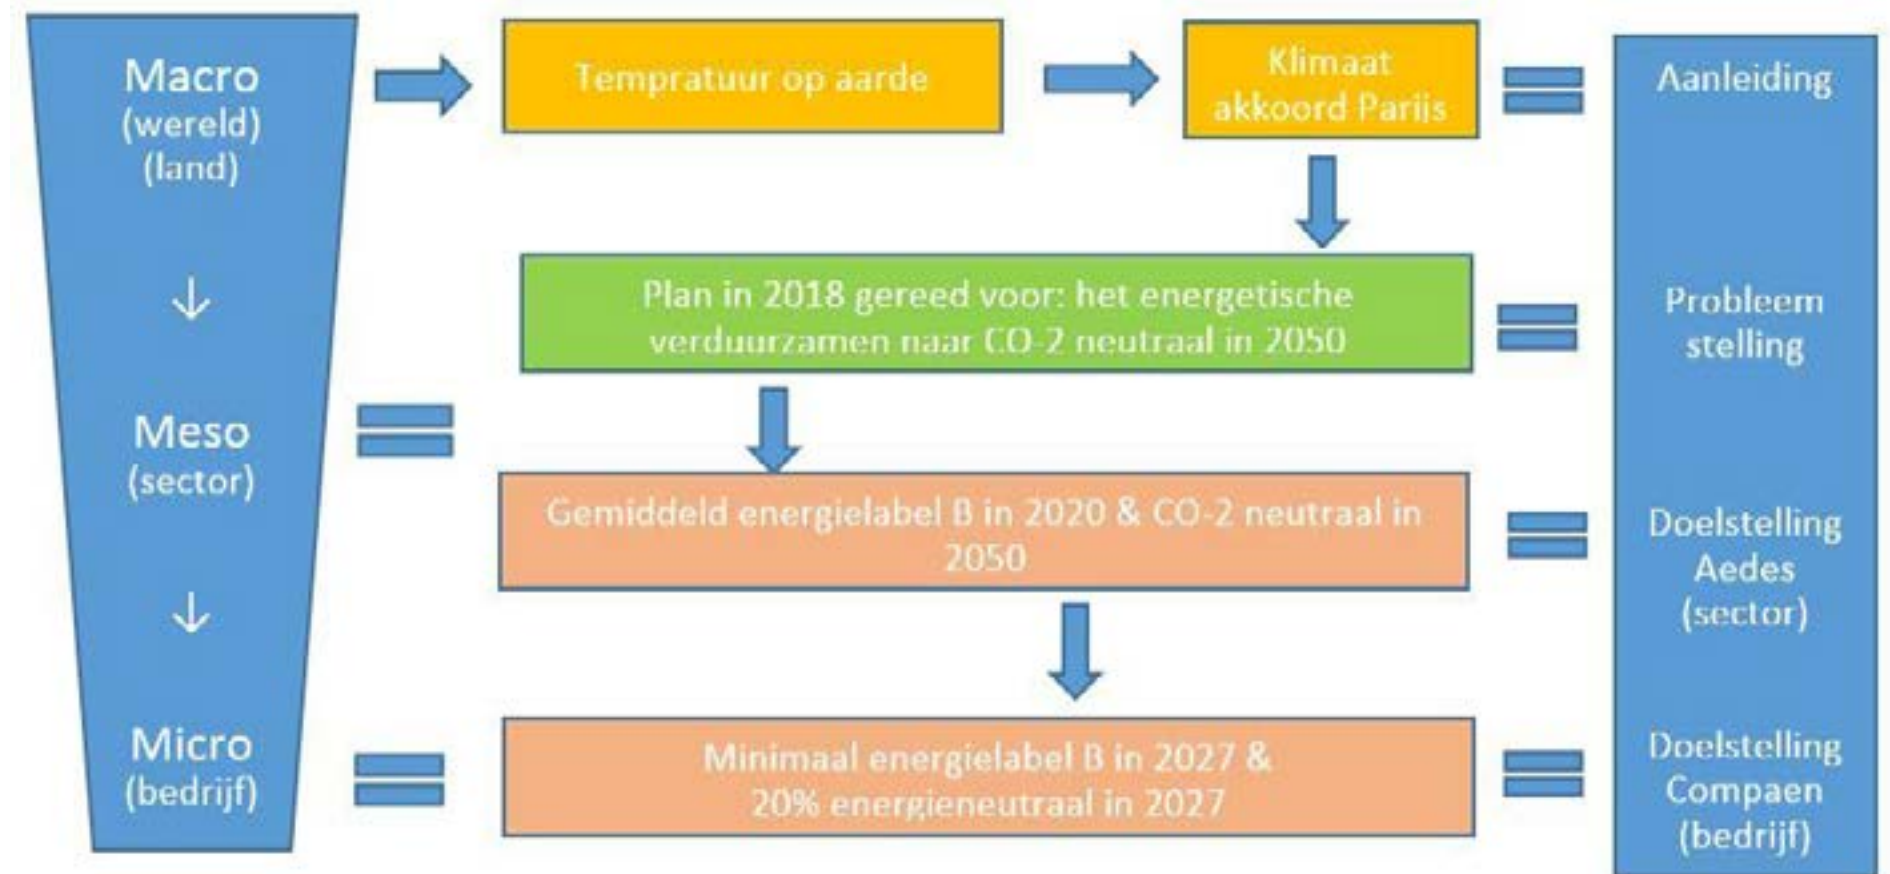 Macro
(wereld)
(land)
↓
Meso
(sector)
↓
Micro
(bedrijf)
Tempratuur op aarde
Klimaat
akkoord Parijs
Plan in 2018 gereed voor: het energetische
verduurzamen naar CO-2 neutraal in 2050
Gemiddeld energielabel B in 2020 & CO-2 neutraal in
2050
Minimaal energielabel B in 2027 &
20% energieneutraal in 2027
Aanleiding
Probleem
stelling
Doelstelling
Aedes
(sector)
Doelstelling
Compaen
(bedrijf)